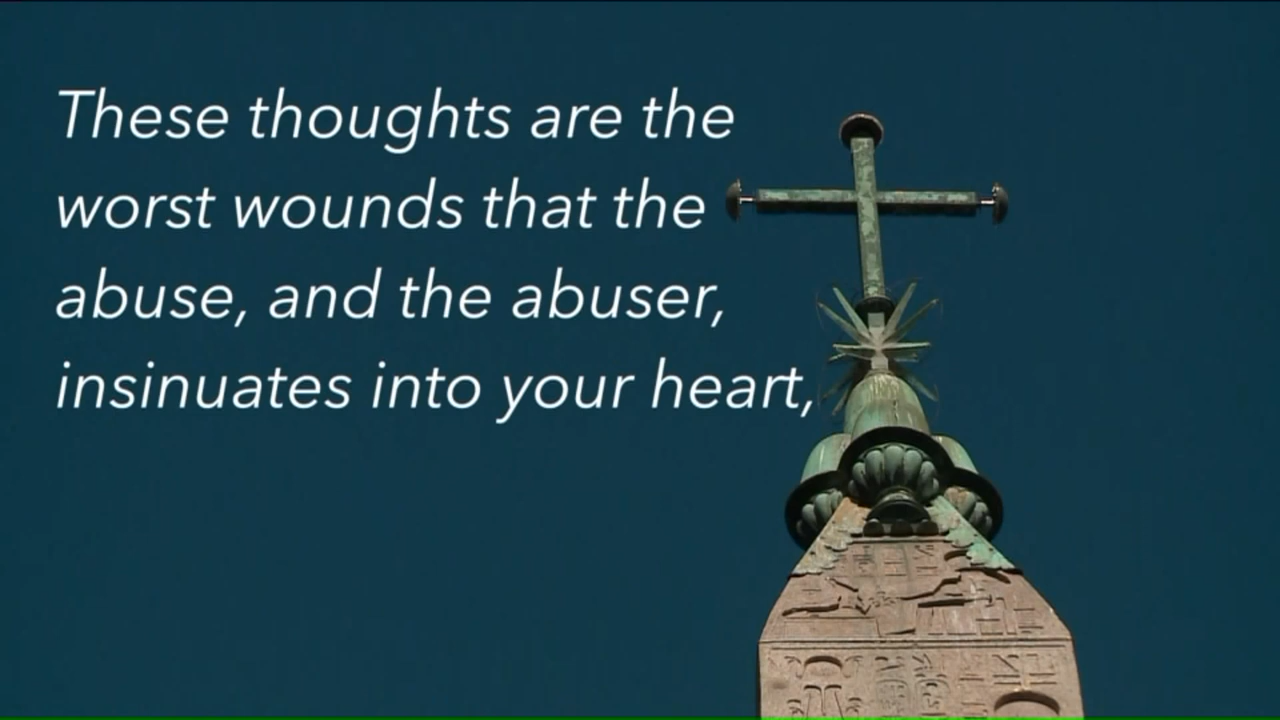 These thoughts are the
worst wounds that the
abuse, and the abuser,
insinuates into your heart,